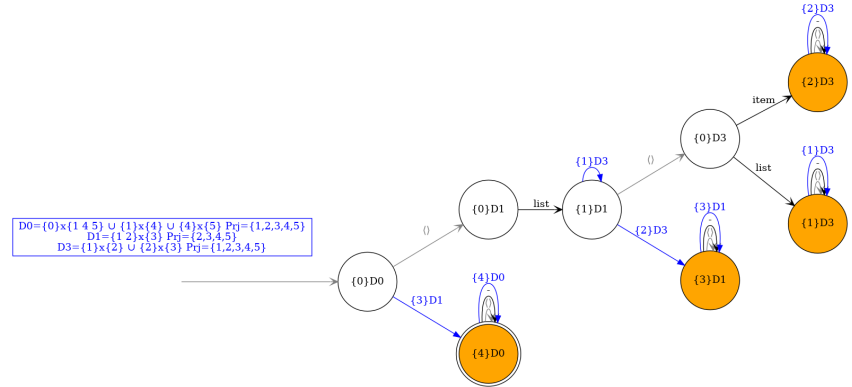 {2}D3
-
{2}D3
item
{0}D3
⟨⟩
list
{1}D3
-
{1}D3
{1}D3
{0}D1
list
{1}D1
⟨⟩
{2}D3
{3}D1
-
{3}D1
D0={0}x{1 4 5} ∪ {1}x{4} ∪ {4}x{5} Prj={1,2,3,4,5}
D1={1 2}x{3} Prj={2,3,4,5}
D3={1}x{2} ∪ {2}x{3} Prj={1,2,3,4,5}
{0}D0
{3}D1
{4}D0
-
{4}D0